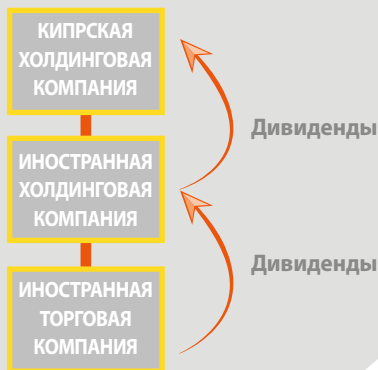 КИПРСКАЯ
ХОЛДИНГОВАЯ
КОМПАНИЯ
Дивиденды
ИНОСТРАННАЯ
ХОЛДИНГОВАЯ
КОМПАНИЯ
Дивиденды
ИНОСТРАННАЯ
ТОРГОВАЯ
КОМПАНИЯ